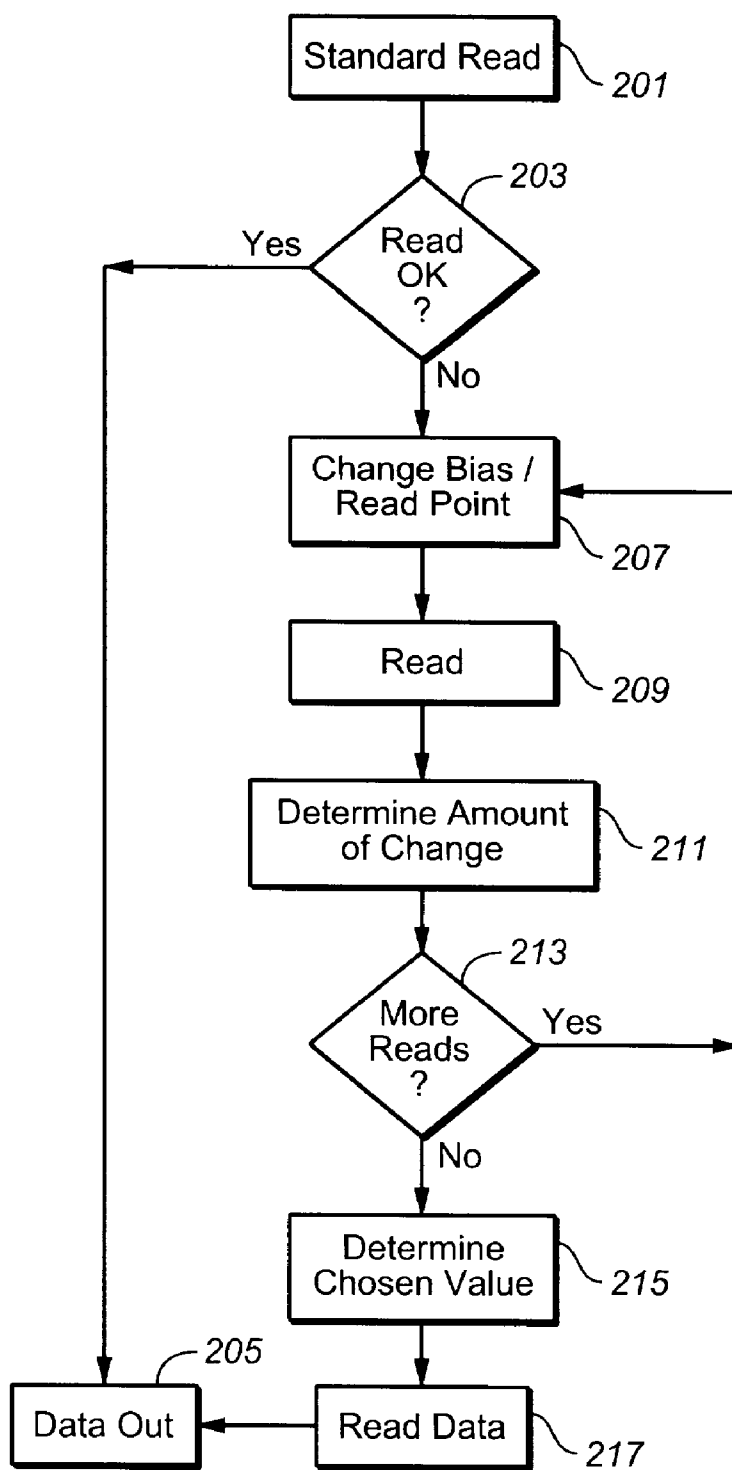 Standard Read
201
203
Read
OK
?
Yes
No
Change Bias /
Read Point
207
Read
209
Determine Amount
of Change
211
213
More
Reads
?
Yes
No
Determine
Chosen Value
215
205
Data Out
Read Data
217